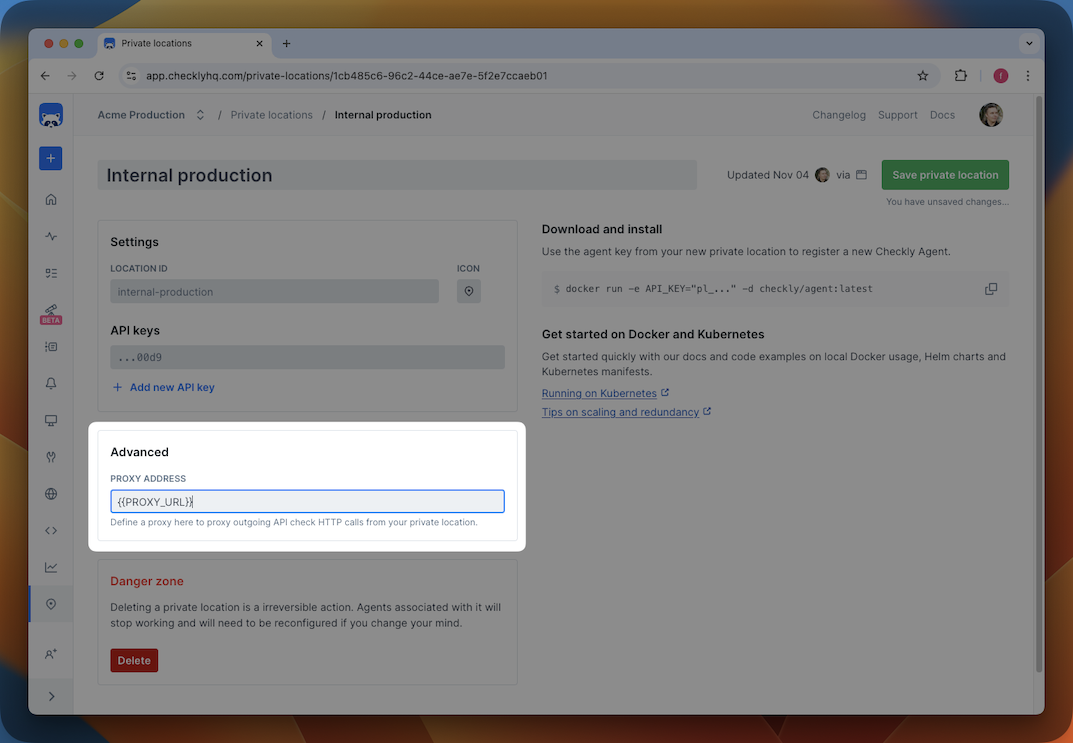 Private locations
app.checklyhq.com/private-locations/1cb485c6-96c2-44ce-ae7e-5f2e7ccaeb01
r
Acme Production / Private locations / Internal production
Changelog Support Docs
Internal production
Updated Nov 04 via
Save private location
You have unsaved changes...
BETA
Settings
LOCATION ID
ICON
internal-production
API keys
...00d9
+ Add new API key
Download and install
Use the agent key from your new private location to register a new Checkly Agent.
$ docker run -e API_KEY="pl_..." -d checkly/agent:latest
Get started on Docker and Kubernetes
Get started quickly with our docs and code examples on local Docker usage, Helm charts and
Kubernetes manifests.
Running on Kubernetes
Tips on scaling and redundancy
Advanced
PROXY ADDRESS
{{PROXY_URL}}
Define a proxy here to proxy outgoing API check HTTP calls from your private location.
Danger zone
Deleting a private location is a irreversible action. Agents associated with it will
stop working and will need to be reconfigured if you change your mind.
Delete